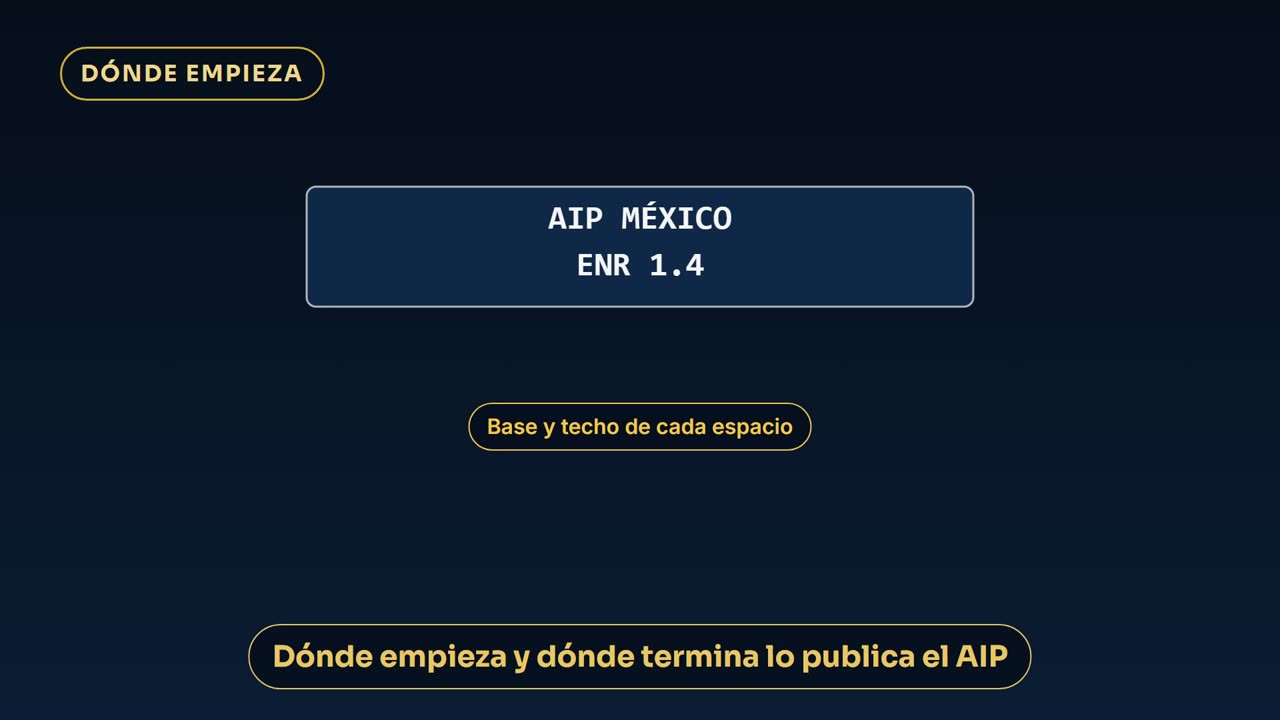 DÓNDE EMPIEZA
AIP MÉXICO
ENR 1.4
Base y techo de cada espacio
Dónde empieza y dónde termina lo publica el AIP